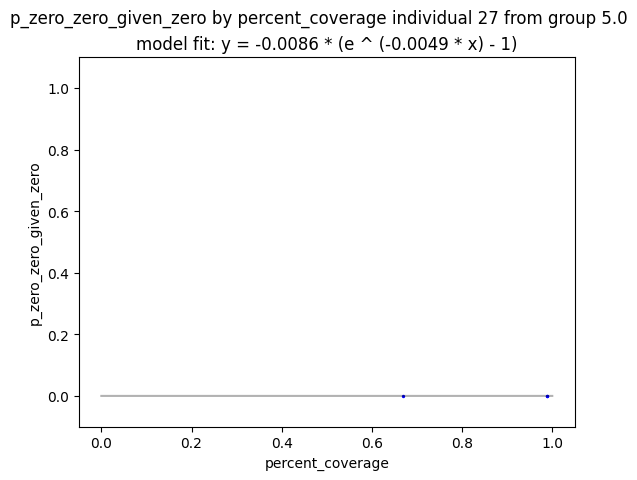 p_zero_zero_given_zero by percent_coverage individual 27 from group 5.0
model fit: y = -0.0086 * (e ^ (-0.0049 * x) - 1)
1.0
0.8
0.6
0.4
0.2
0.0
p_zero_zero_given_zero
0.0 0.2 0.4 0.6 0.8 1.0
percent_coverage